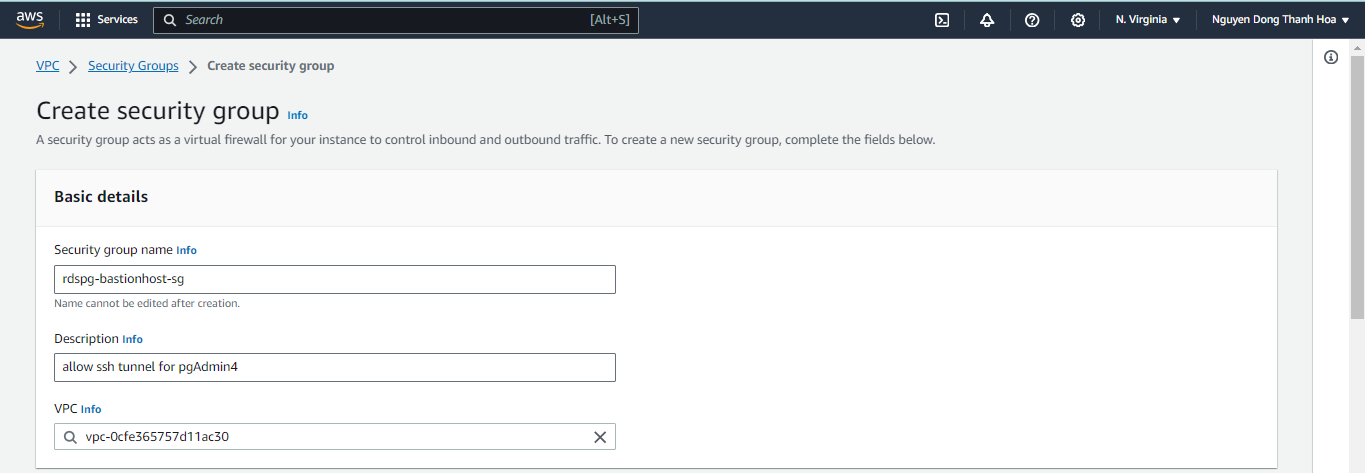 aws Services Search [Alt+S] N. Virginia Nguyen Dong Thanh Hoa
VPC Security Groups Create security group
Create security group Info
A security group acts as a virtual firewall for your instance to control inbound and outbound traffic. To create a new security group, complete the fields below.
Basic details
Security group name Info
rdspg-bastionhost-sg
Name cannot be edited after creation.
Description Info
allow ssh tunnel for pgAdmin4
VPC Info
vpc-0cfe365757d11ac30